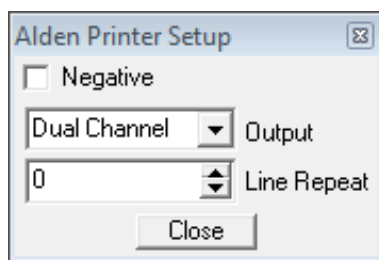 Alden Printer Setup
Negative
Dual Channel Output
0 Line Repeat
Close